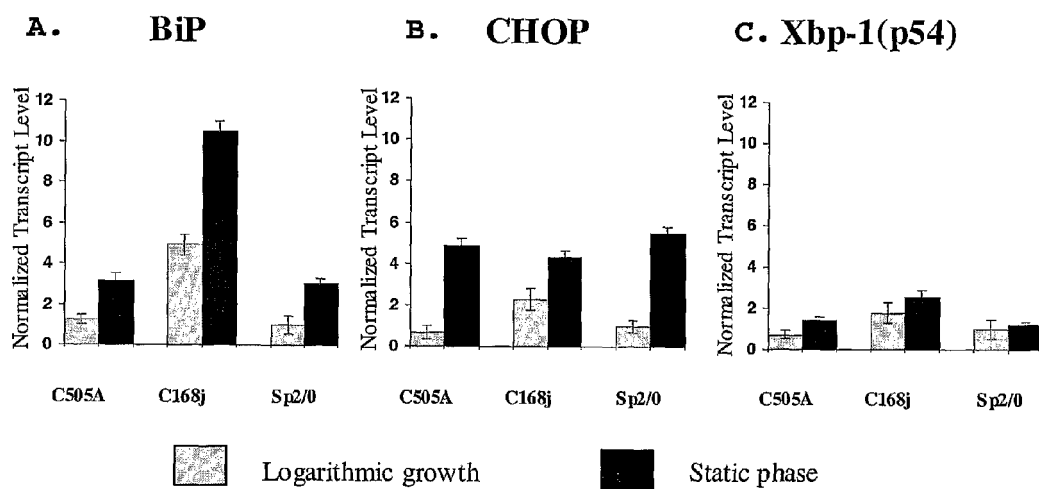 A. BiP
B. CHOP
C. Xbp-1(p54)
Normalized Transcript Level
12
10
8
6
4
2
0
C505A C168j Sp2/0
Normalized Transcript Level
12
10
8
6
4
2
0
C505A C168j Sp2/0
Normalized Transcript Level
12
10
8
6
4
2
0
C505A C168j Sp2/0
Logarithmic growth
Static phase